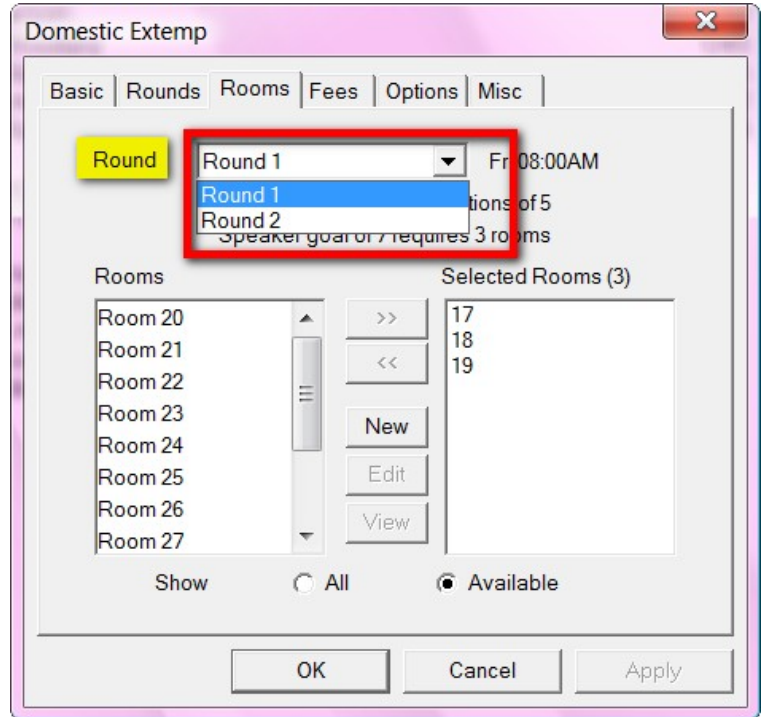 Domestic Extemp
Basic Rounds Rooms Fees Options Misc
Round Round 1 Fri 08:00AM
Round 1
Round 2
of 5
Speaker goal of 7 requires 3 rooms
Rooms Selected Rooms (3)
Room 20 >> 17
Room 21 18
Room 22 << 19
Room 23
Room 24 New
Room 25 Edit
Room 26 View
Room 27
Show All Available
OK Cancel Apply